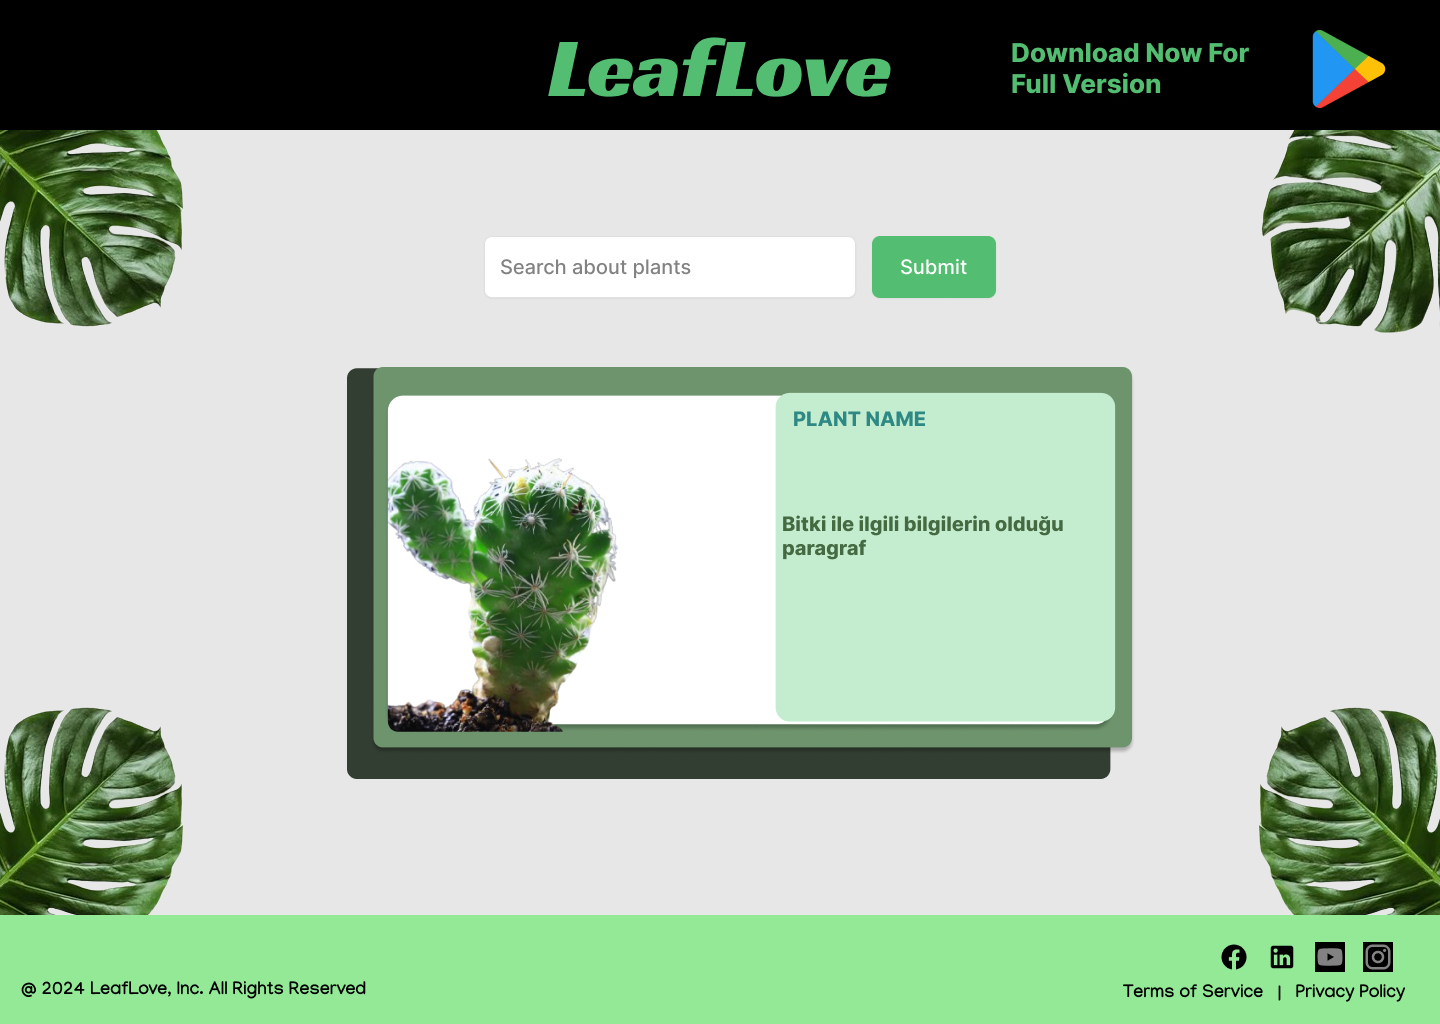 LeafLove
Download Now For
Full Version
Search about plants
Submit
PLANT NAME
Bitki ile ilgili bilgilerin olduğu
paragraf
@ 2024 LeafLove, Inc. All Rights Reserved
Terms of Service | Privacy Policy